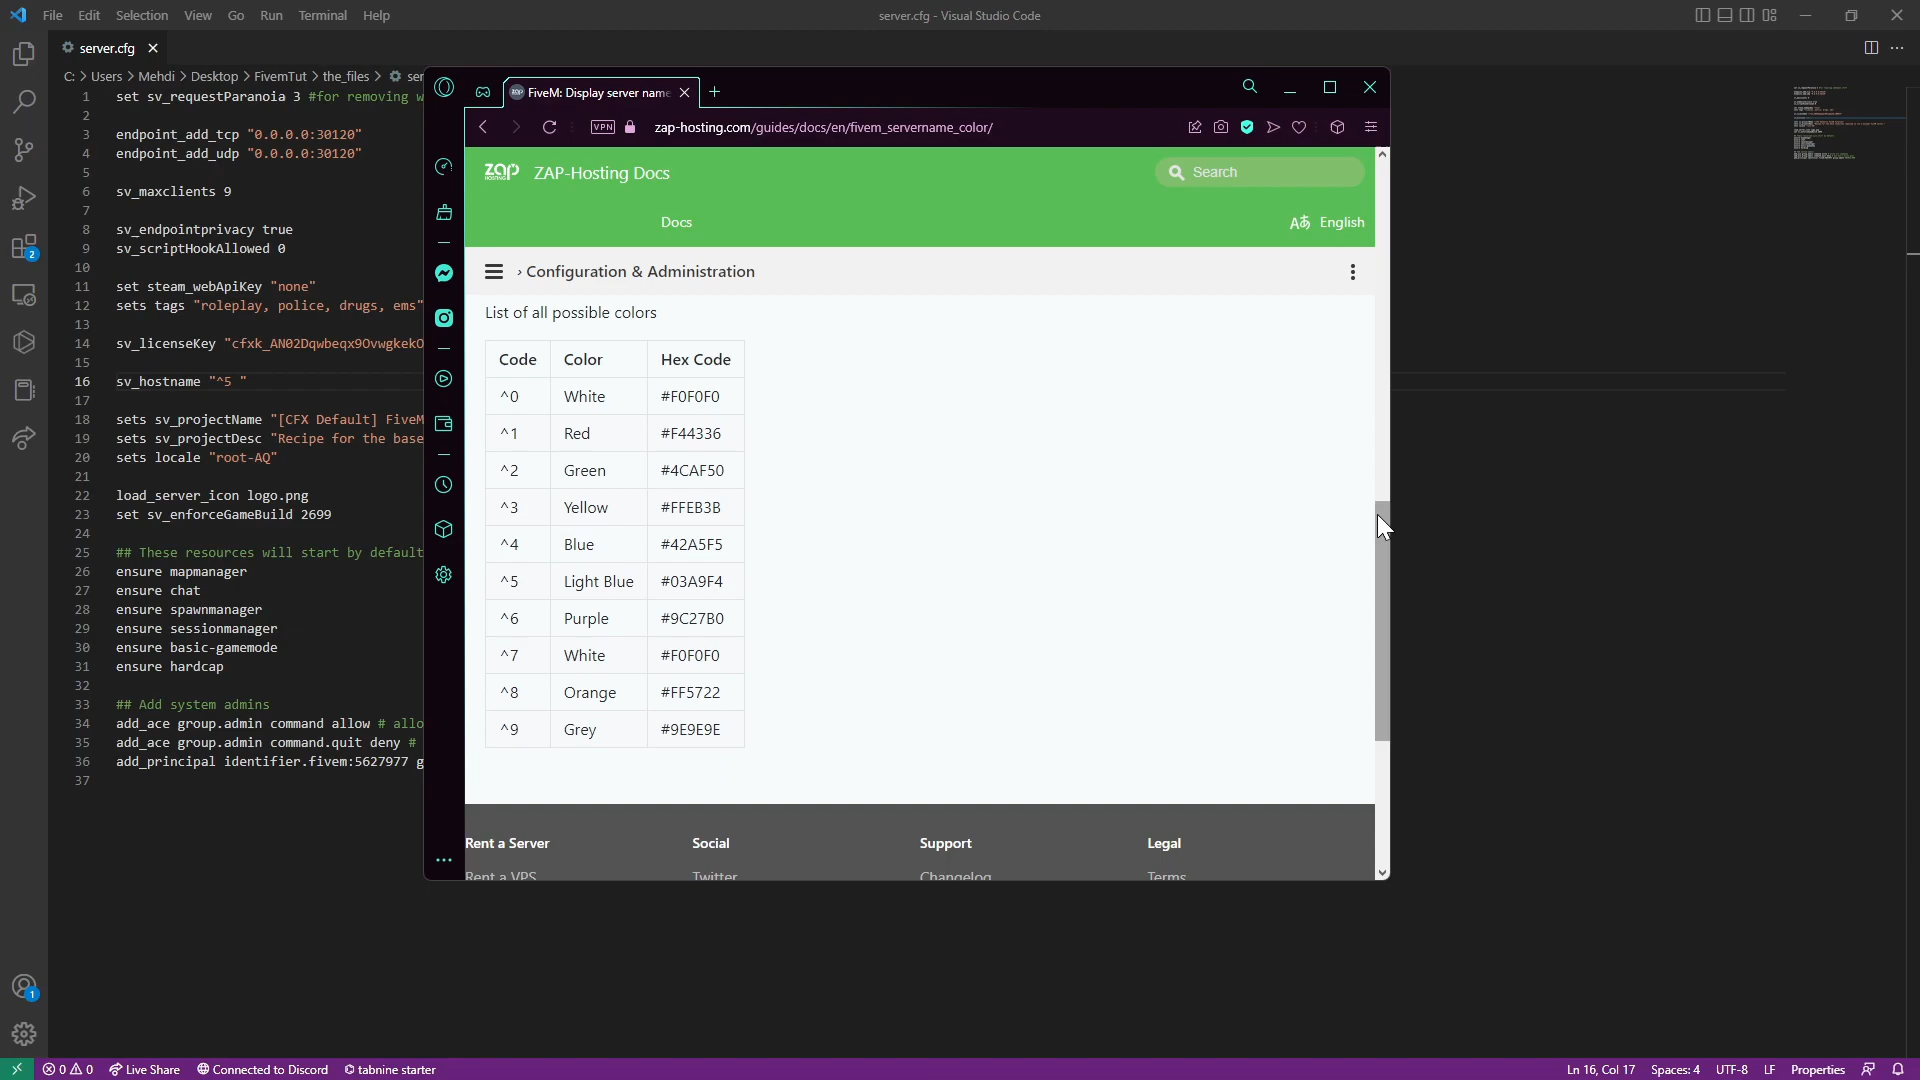 File Edit Selection View Go Run Terminal Help
server.cfg - Visual Studio Code
server.cfg
C: > Users > Mehdi > Desktop > FivemTut > the_files > ser
1 set sv_requestParanoia 3 #for removing w
2
3 endpoint_add_tcp "0.0.0.0:30120"
4 endpoint_add_udp "0.0.0.0:30120"
5
6 sv_maxclients 9
7
8 sv_endpointprivacy true
9 sv_scriptHookAllowed 0
10
11 set steam_webApiKey "none"
12 sets tags "roleplay, police, drugs, ems"
13
14 sv_licenseKey "cfxk_AN02Dqwbeqx9OvwgkekO
15
16 sv_hostname "^5 "
17
18 sets sv_projectName "[CFX Default] FiveM
19 sets sv_projectDesc "Recipe for the base
20 sets locale "root-AQ"
21
22 load_server_icon logo.png
23 set sv_enforceGameBuild 2699
24
25 ## These resources will start by default
26 ensure mapmanager
27 ensure chat
28 ensure spawnmanager
29 ensure sessionmanager
30 ensure basic-gamemode
31 ensure hardcap
32
33 ## Add system admins
34 add_ace group.admin command allow # allo
35 add_ace group.admin command.quit deny #
36 add_principal identifier.fivem:5627977 g
37
FiveM: Display server name
VPN zap-hosting.com/guides/docs/en/fivem_servername_color/
ZAP HOSTING ZAP-Hosting Docs
Search
Docs
English
› Configuration & Administration
List of all possible colors
Code Color Hex Code
^0 White #F0F0F0
^1 Red #F44336
^2 Green #4CAF50
^3 Yellow #FFEB3B
^4 Blue #42A5F5
^5 Light Blue #03A9F4
^6 Purple #9C27B0
^7 White #F0F0F0
^8 Orange #FF5722
^9 Grey #9E9E9E
Rent a Server Social Support Legal
Rent a VPS Twitter Changelog Terms
2
1
0 0 Live Share Connected to Discord tabnine starter
Ln 16, Col 17 Spaces: 4 UTF-8 LF Properties